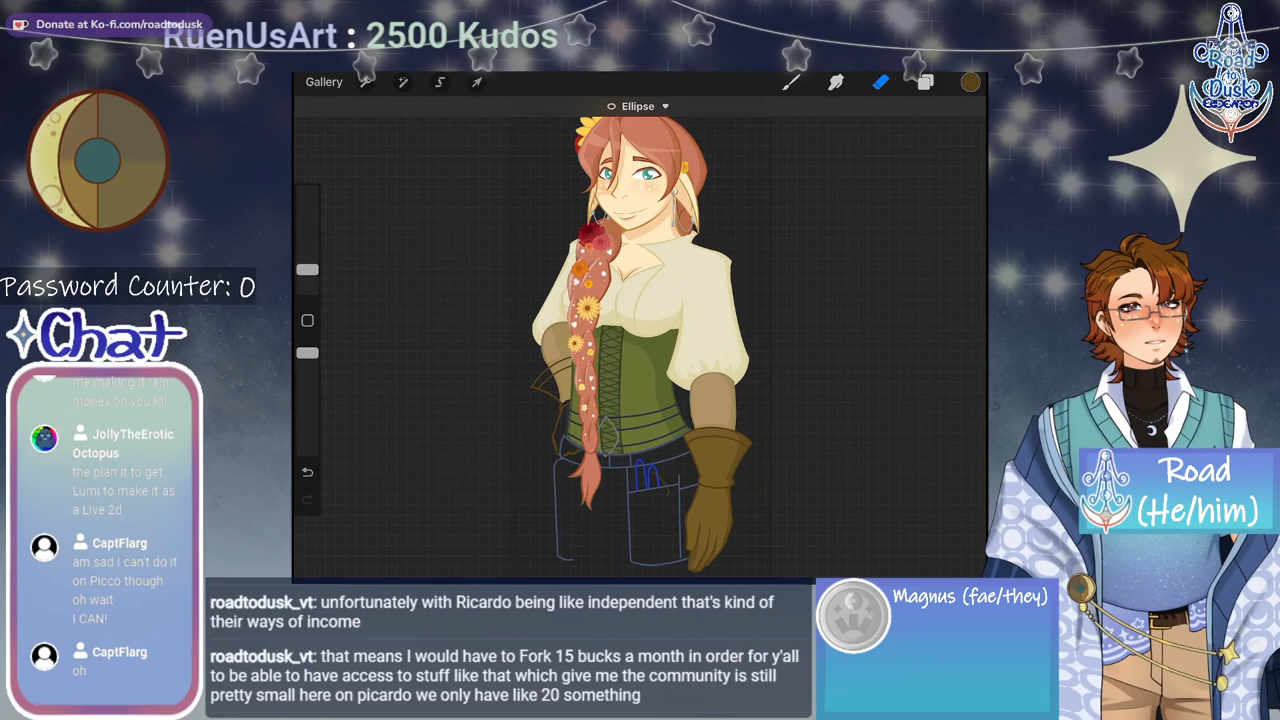 Donate at Ko-fi.com/roadtodusk
RuenUsArt : 2500 Kudos
Road
to
Dusk
Gallery
Ellipse
Password Counter: 0
Chat
me making it rain
money on you lol
JollyTheErotic
Octopus
the plan it to get
Lumi to make it as
a Live 2d
CaptFlarg
am sad I can't do it
on Picco though
oh wait
I CAN!
CaptFlarg
oh
roadtodusk_vt: unfortunately with Ricardo being like independent that's kind of
their ways of income
roadtodusk_vt: that means I would have to Fork 15 bucks a month in order for y'all
to be able to have access to stuff like that which give me the community is still
pretty small here on picardo we only have like 20 something
Magnus (fae/they)
Road
(He/him)